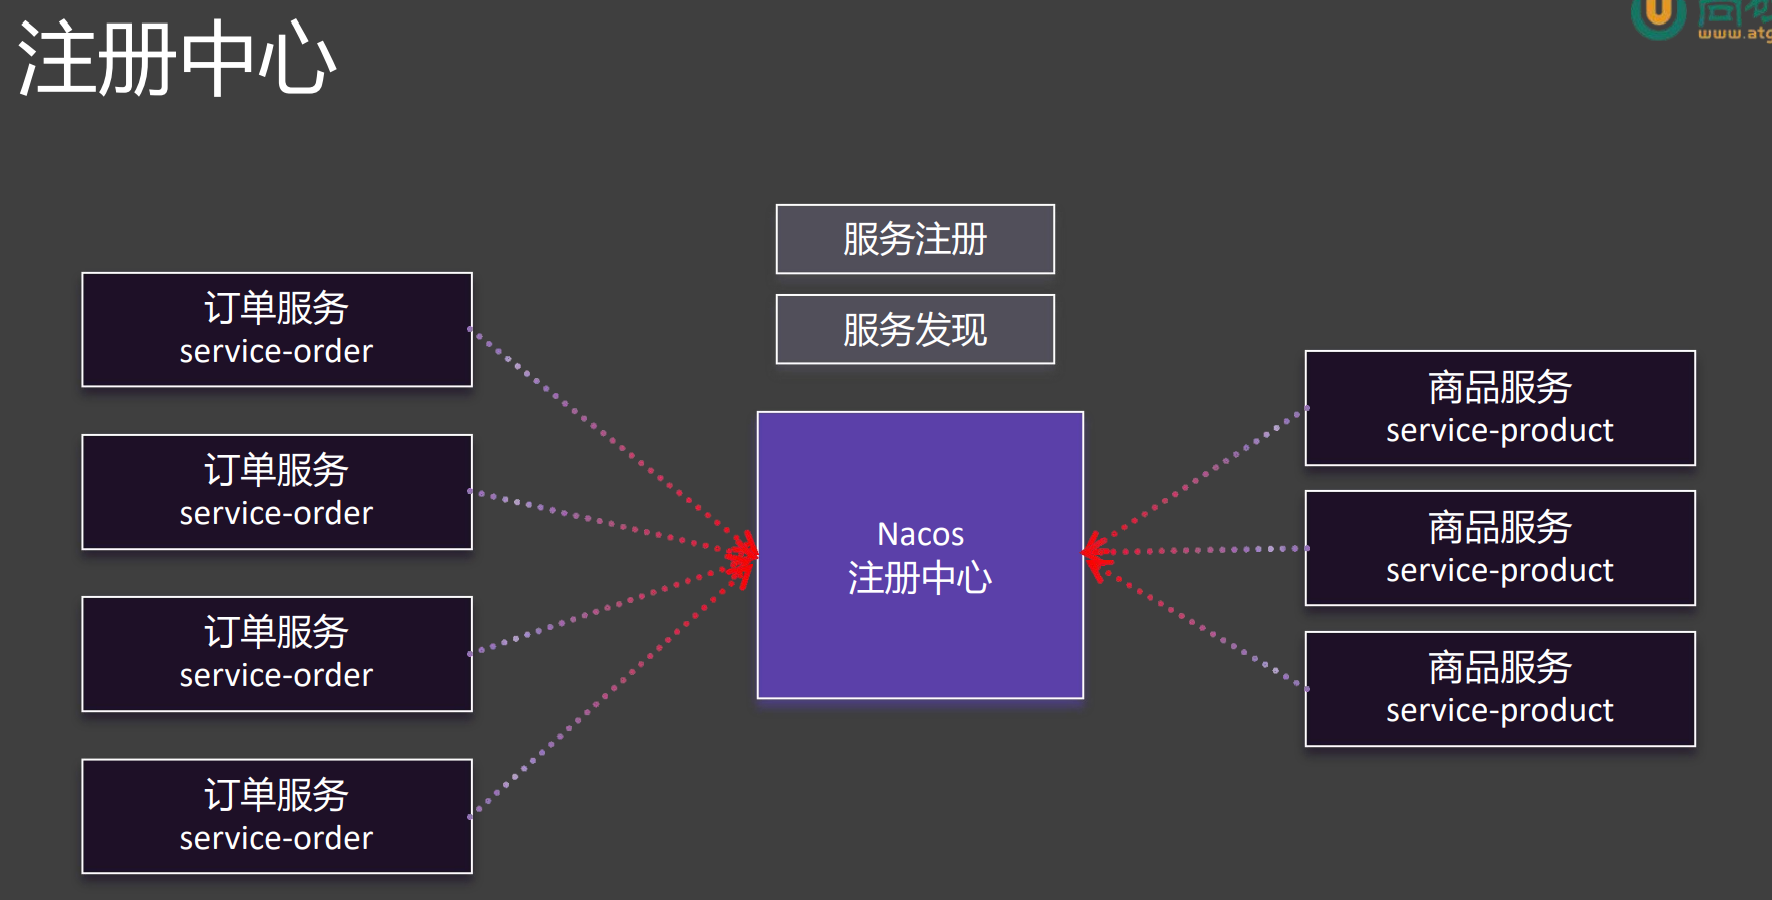 注册中心
服务注册
服务发现
订单服务
service-order
订单服务
service-order
订单服务
service-order
订单服务
service-order
Nacos
注册中心
商品服务
service-product
商品服务
service-product
商品服务
service-product